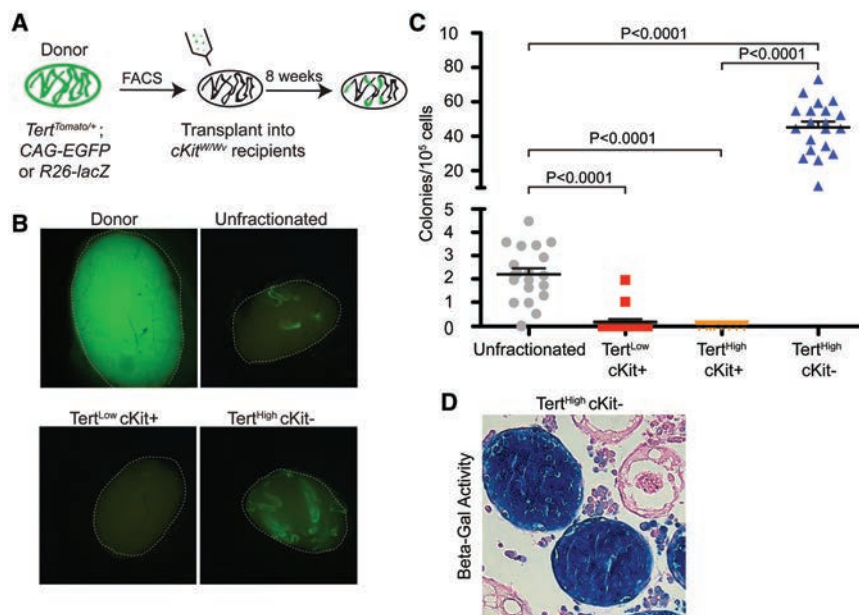 A
Donor
FACS
8 weeks
Tert^Tomato/+ ;
CAG-EGFP
or R26-lacZ
Transplant into
cKit^W/Wv recipients
B
Donor
Unfractionated
Tert^Low cKit+
Tert^High cKit-
C
Colonies/10^5 cells
100
80
60
40
20
5
4
3
2
1
0
P<0.0001
P<0.0001
P<0.0001
P<0.0001
Unfractionated
Tert^Low
cKit+
Tert^High
cKit+
Tert^High
cKit-
D
Tert^High cKit-
Beta-Gal Activity